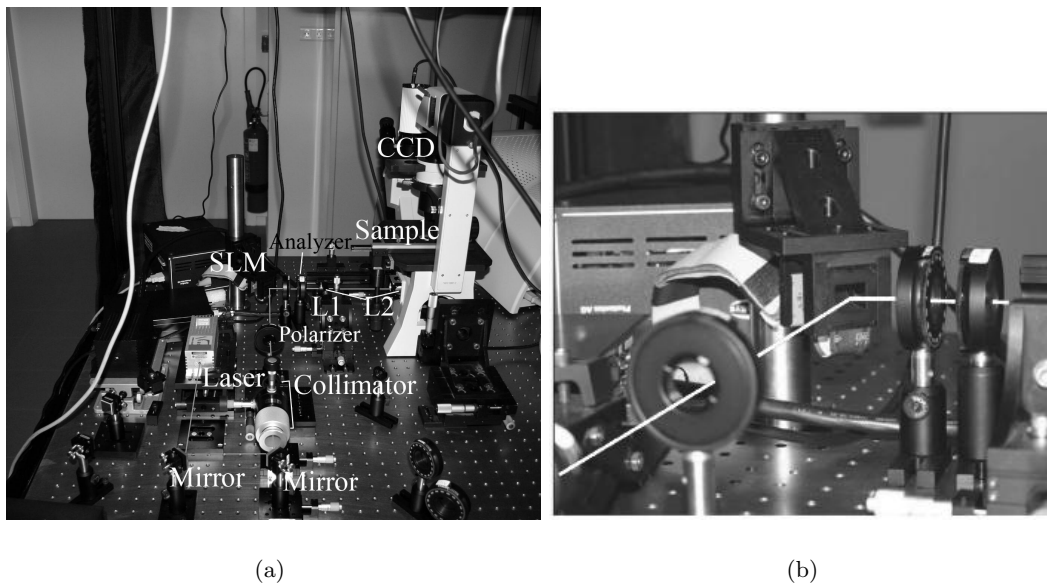 CCD
Sample
Analyzer
SLM
L1
L2
Polarizer
Laser
Collimator
Mirror
Mirror
(a)
(b)